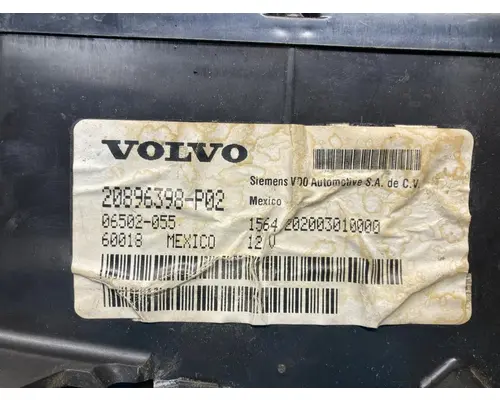 VOLVO
Siemens VDO Automotive S.A. de C.V
20896398-P02 Mexico
06502-055 1564 202003010000
60018 MEXICO 12 V